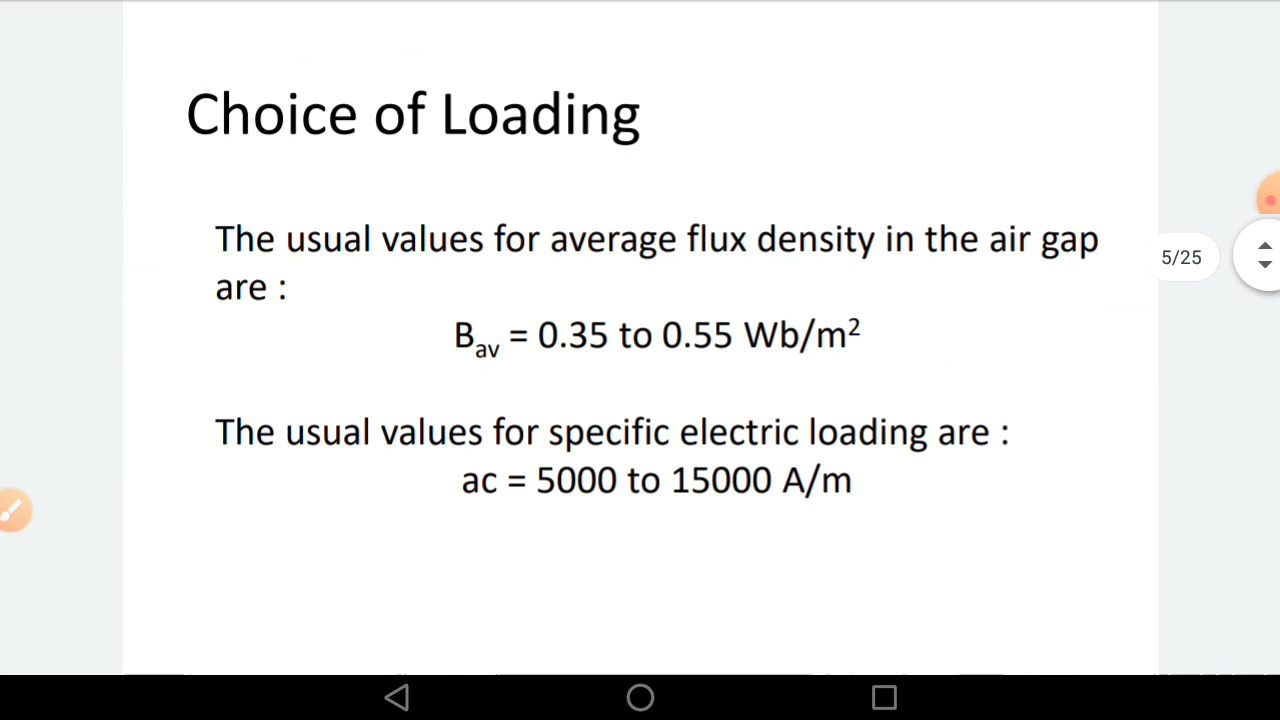 Choice of Loading
The usual values for average flux density in the air gap
are :
Bav = 0.35 to 0.55 Wb/m²
5/25
The usual values for specific electric loading are :
ac = 5000 to 15000 A/m